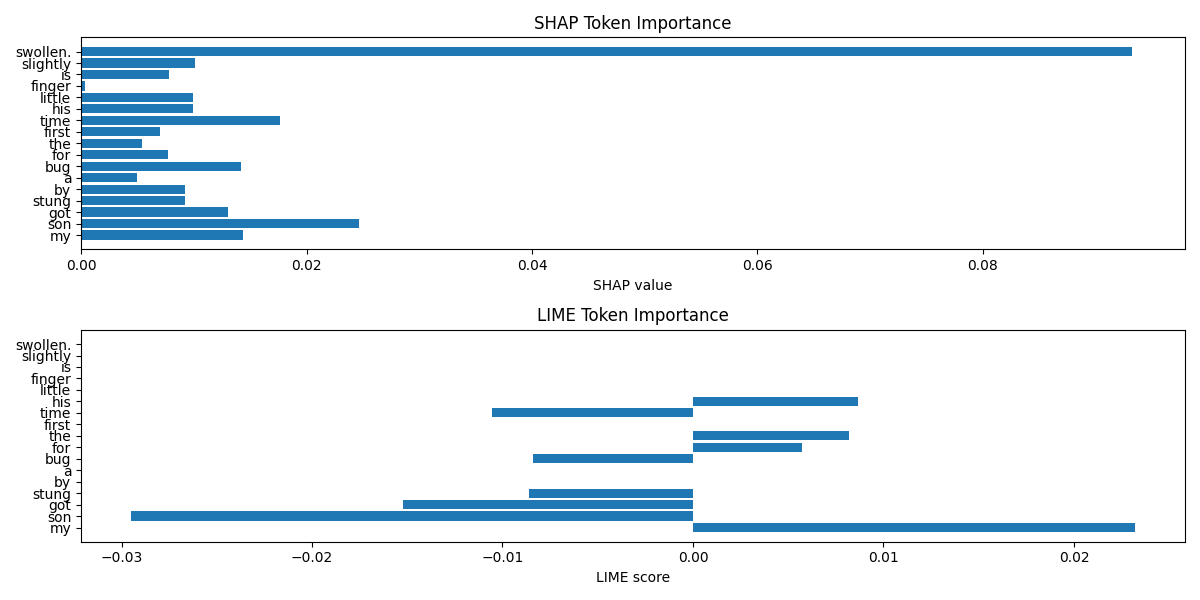 SHAP Token Importance
swollen.
slightly
is
finger
little
his
time
first
the
for
bug
a
by
stung
got
son
my
0.00 0.02 0.04 0.06 0.08
SHAP value
LIME Token Importance
swollen.
slightly
is
finger
little
his
time
first
the
for
bug
a
by
stung
got
son
my
−0.03 −0.02 −0.01 0.00 0.01 0.02
LIME score